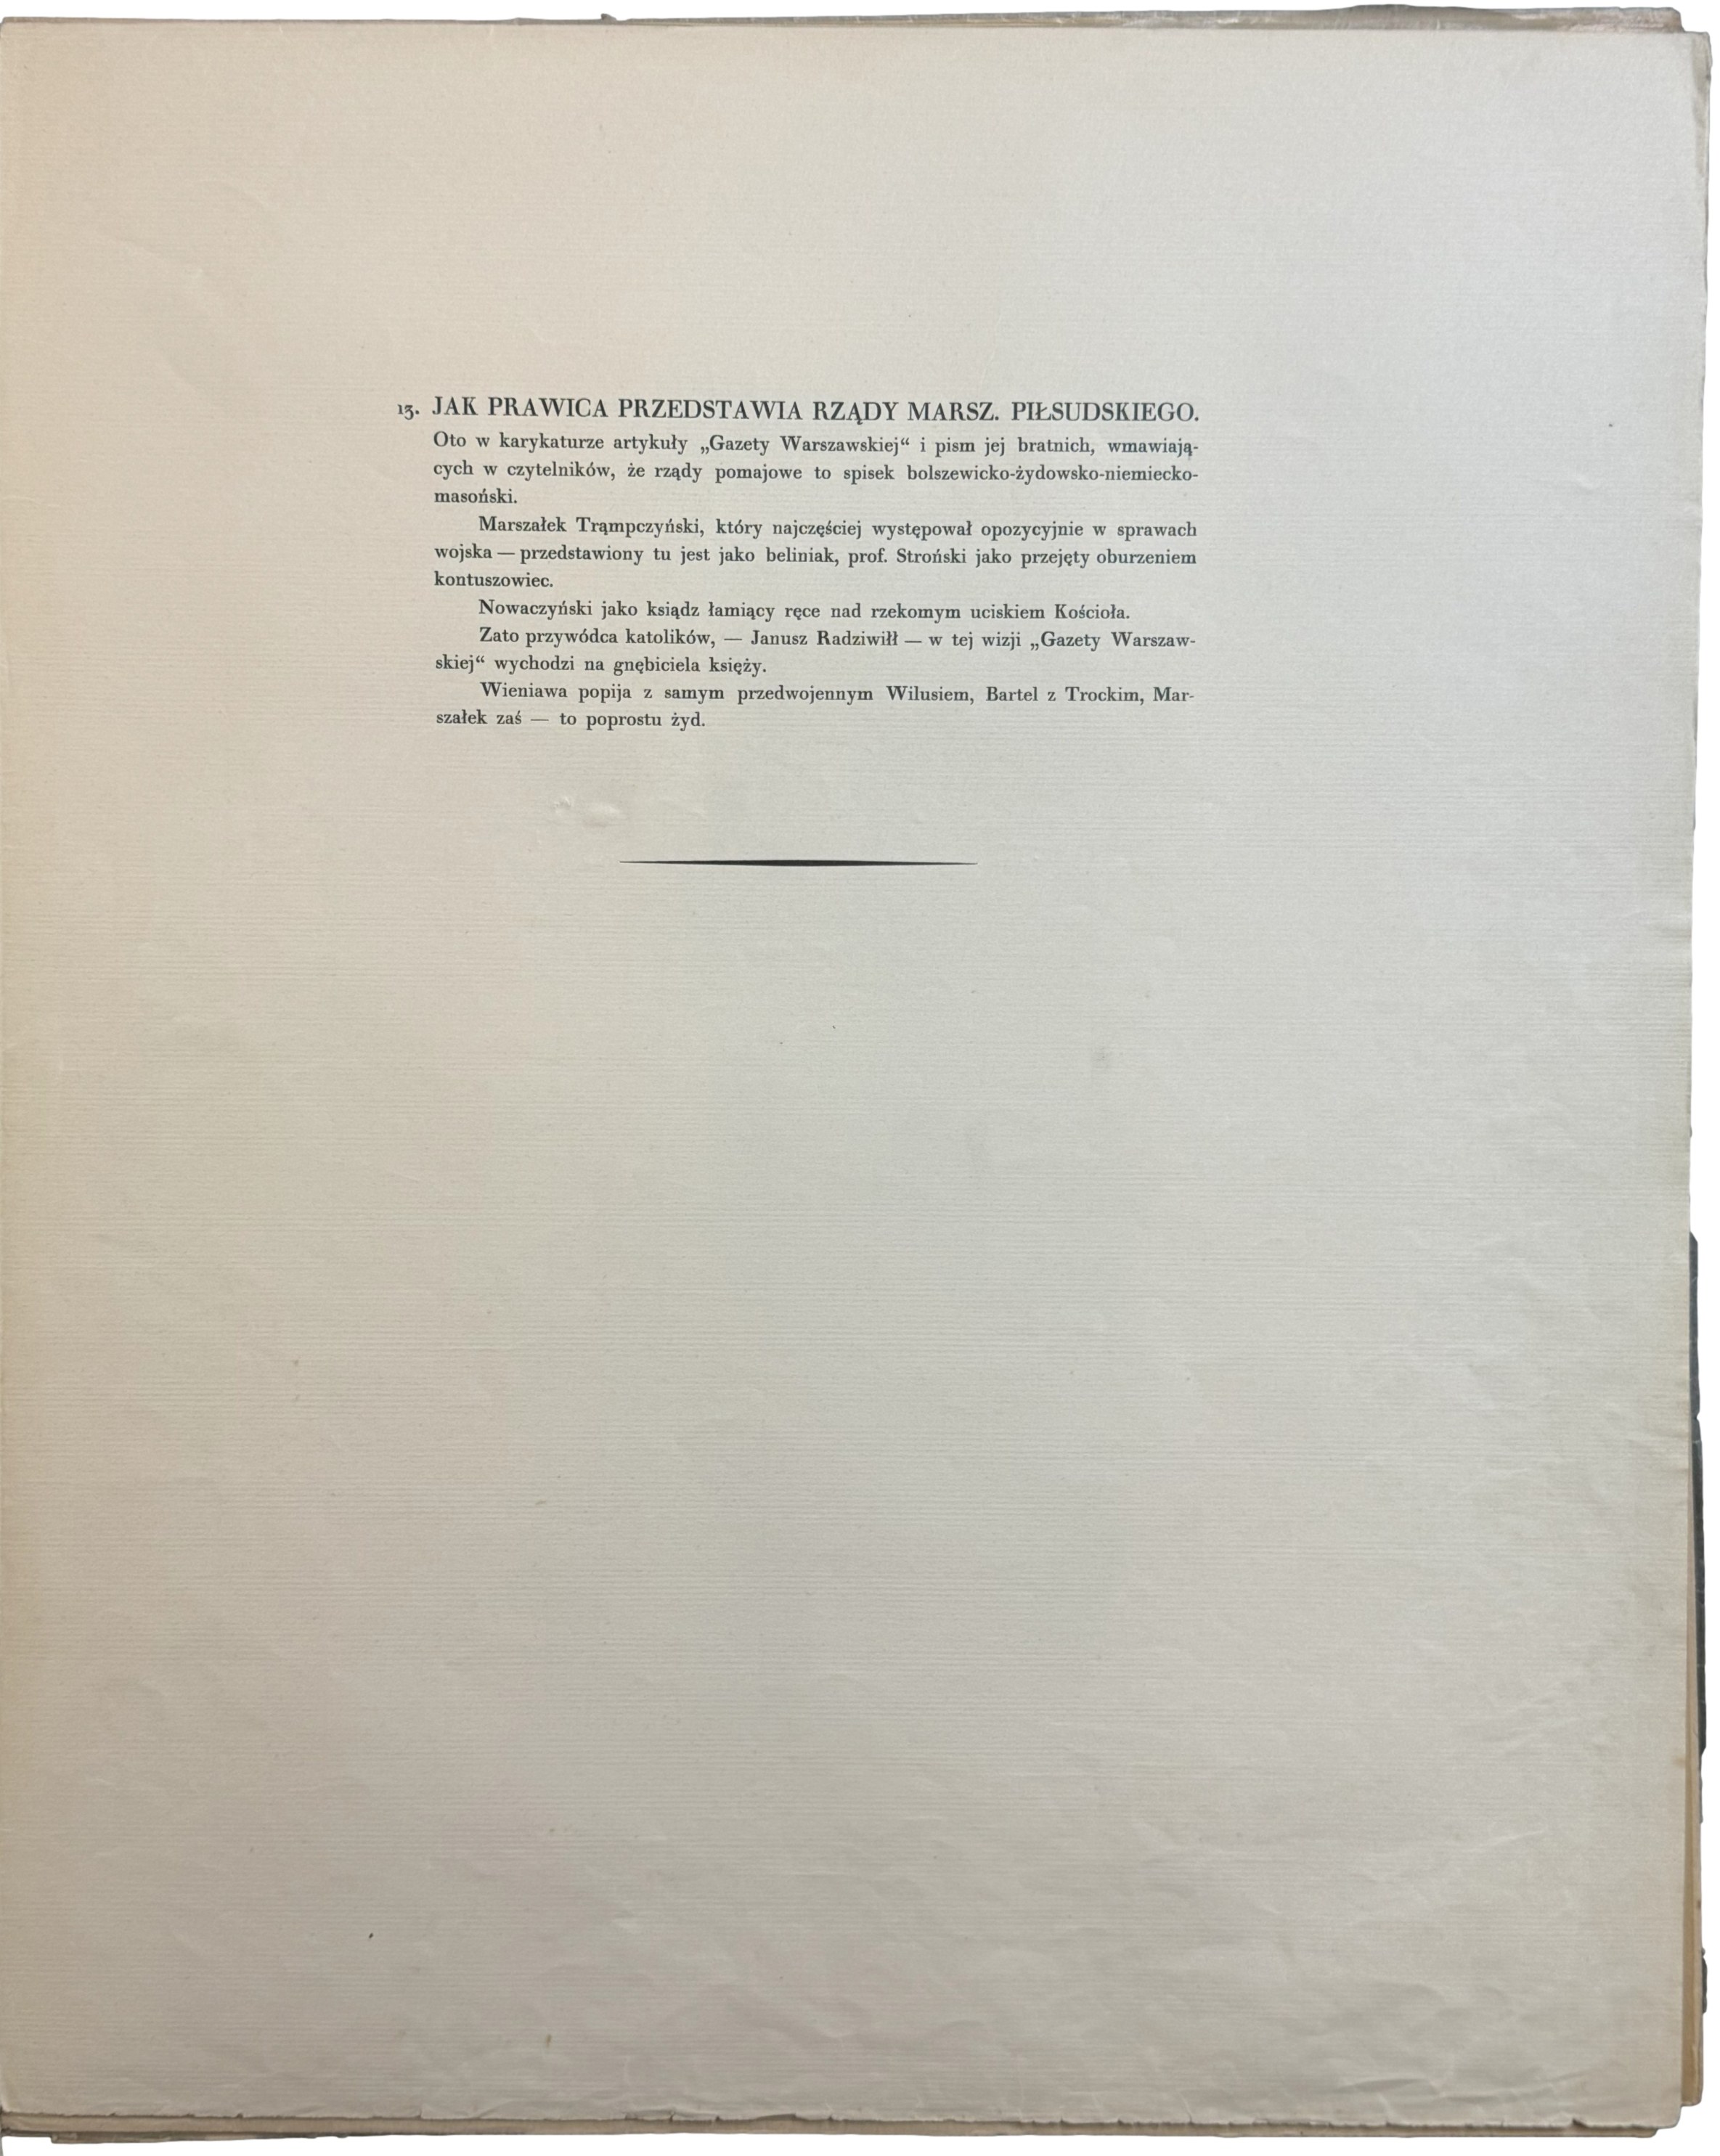 13. JAK PRAWICA PRZEDSTAWIA RZĄDY MARSZ. PIŁSUDSKIEGO.
Oto w karykaturze artykuły „Gazety Warszawskiej“ i pism jej bratnich, wmawiają-
cych w czytelników, że rządy pomajowe to spisek bolszewicko-żydowsko-niemiecko-
masoński.
Marszałek Trąmpczyński, który najczęściej występował opozycyjnie w sprawach
wojska — przedstawiony tu jest jako beliniak, prof. Stroński jako przejęty oburzeniem
kontuszowiec.
Nowaczyński jako ksiądz łamiący ręce nad rzekomym uciskiem Kościoła.
Zato przywódca katolików, — Janusz Radziwiłł — w tej wizji „Gazety Warszaw-
skiej“ wychodzi na gnębiciela księży.
Wieniawa popija z samym przedwojennym Wilusiem, Bartel z Trockim, Mar-
szałek zaś — to poprostu żyd.